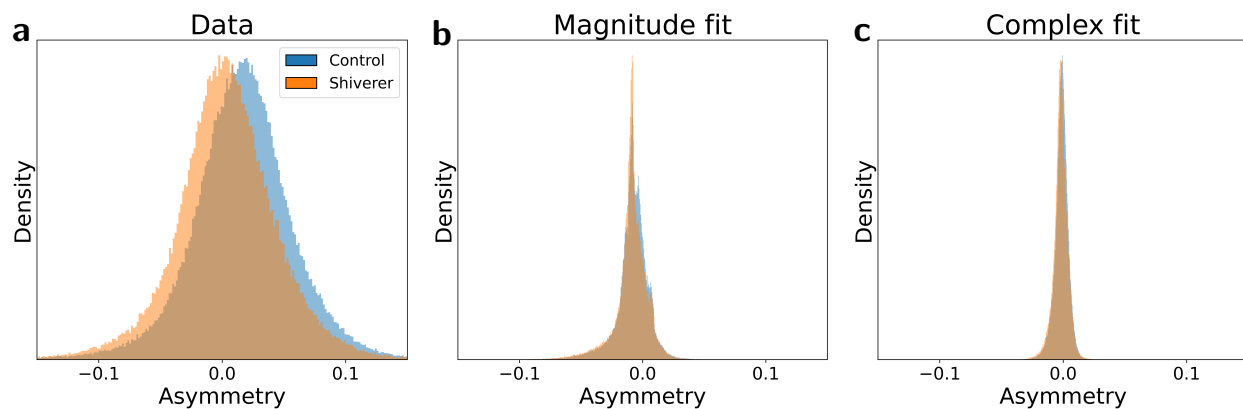 a
Data
Control
Shiverer
Density
−0.1
0.0
0.1
Asymmetry
b
Magnitude fit
Density
−0.1
0.0
0.1
Asymmetry
c
Complex fit
Density
−0.1
0.0
0.1
Asymmetry